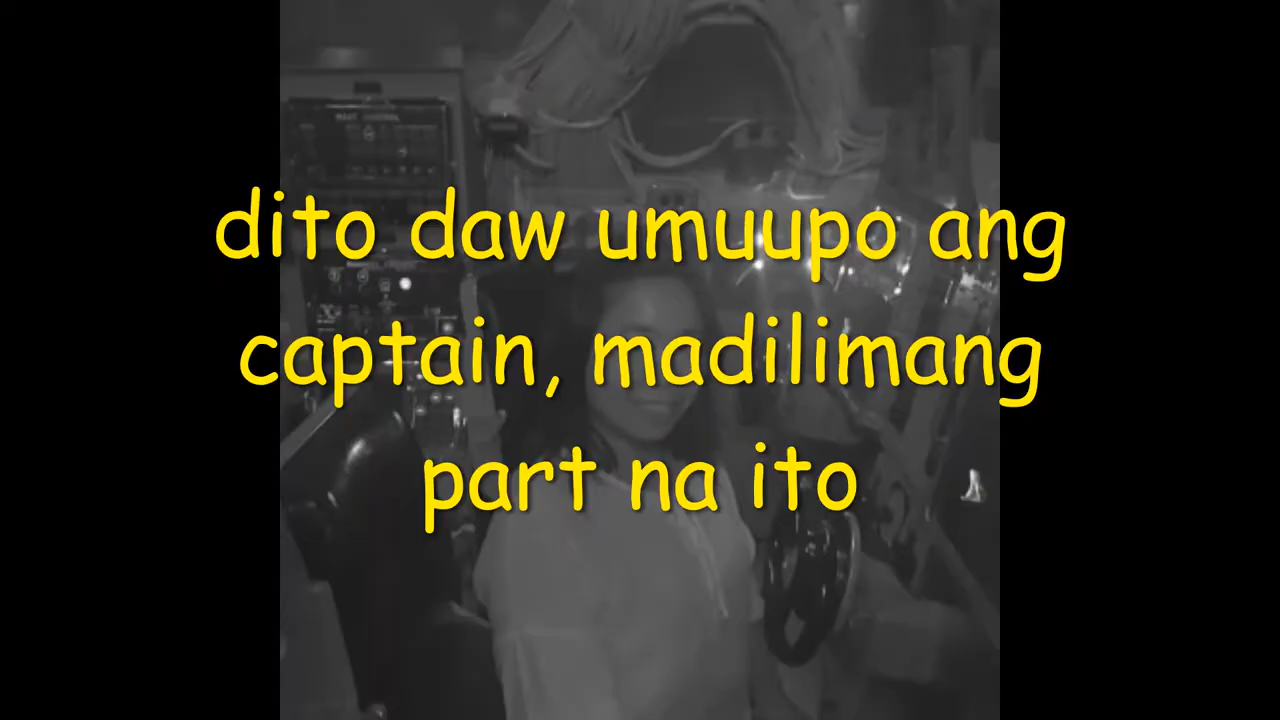 dito daw umuupo ang
captain, madilimang
part na ito